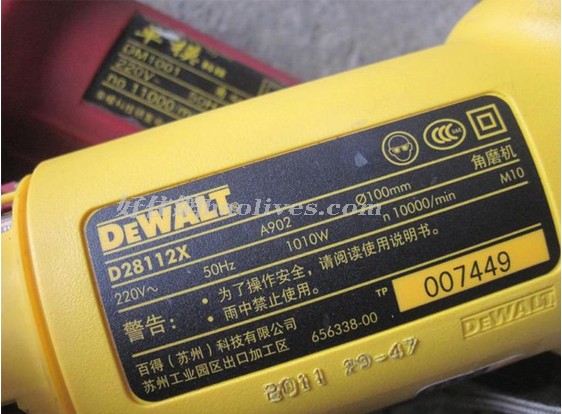 DM1001
220V~
no 11000
DEWALT
D28112X
A902
Ø100mm
角磨机
220V~
50Hz
1010W
n 10000/min
M10
警告:
• 为了操作安全，请阅读使用说明书。
• 雨中禁止使用。
TP
007449
百得（苏州）科技有限公司
苏州工业园区出口加工区
656338-00
DEWALT
2011 29-47